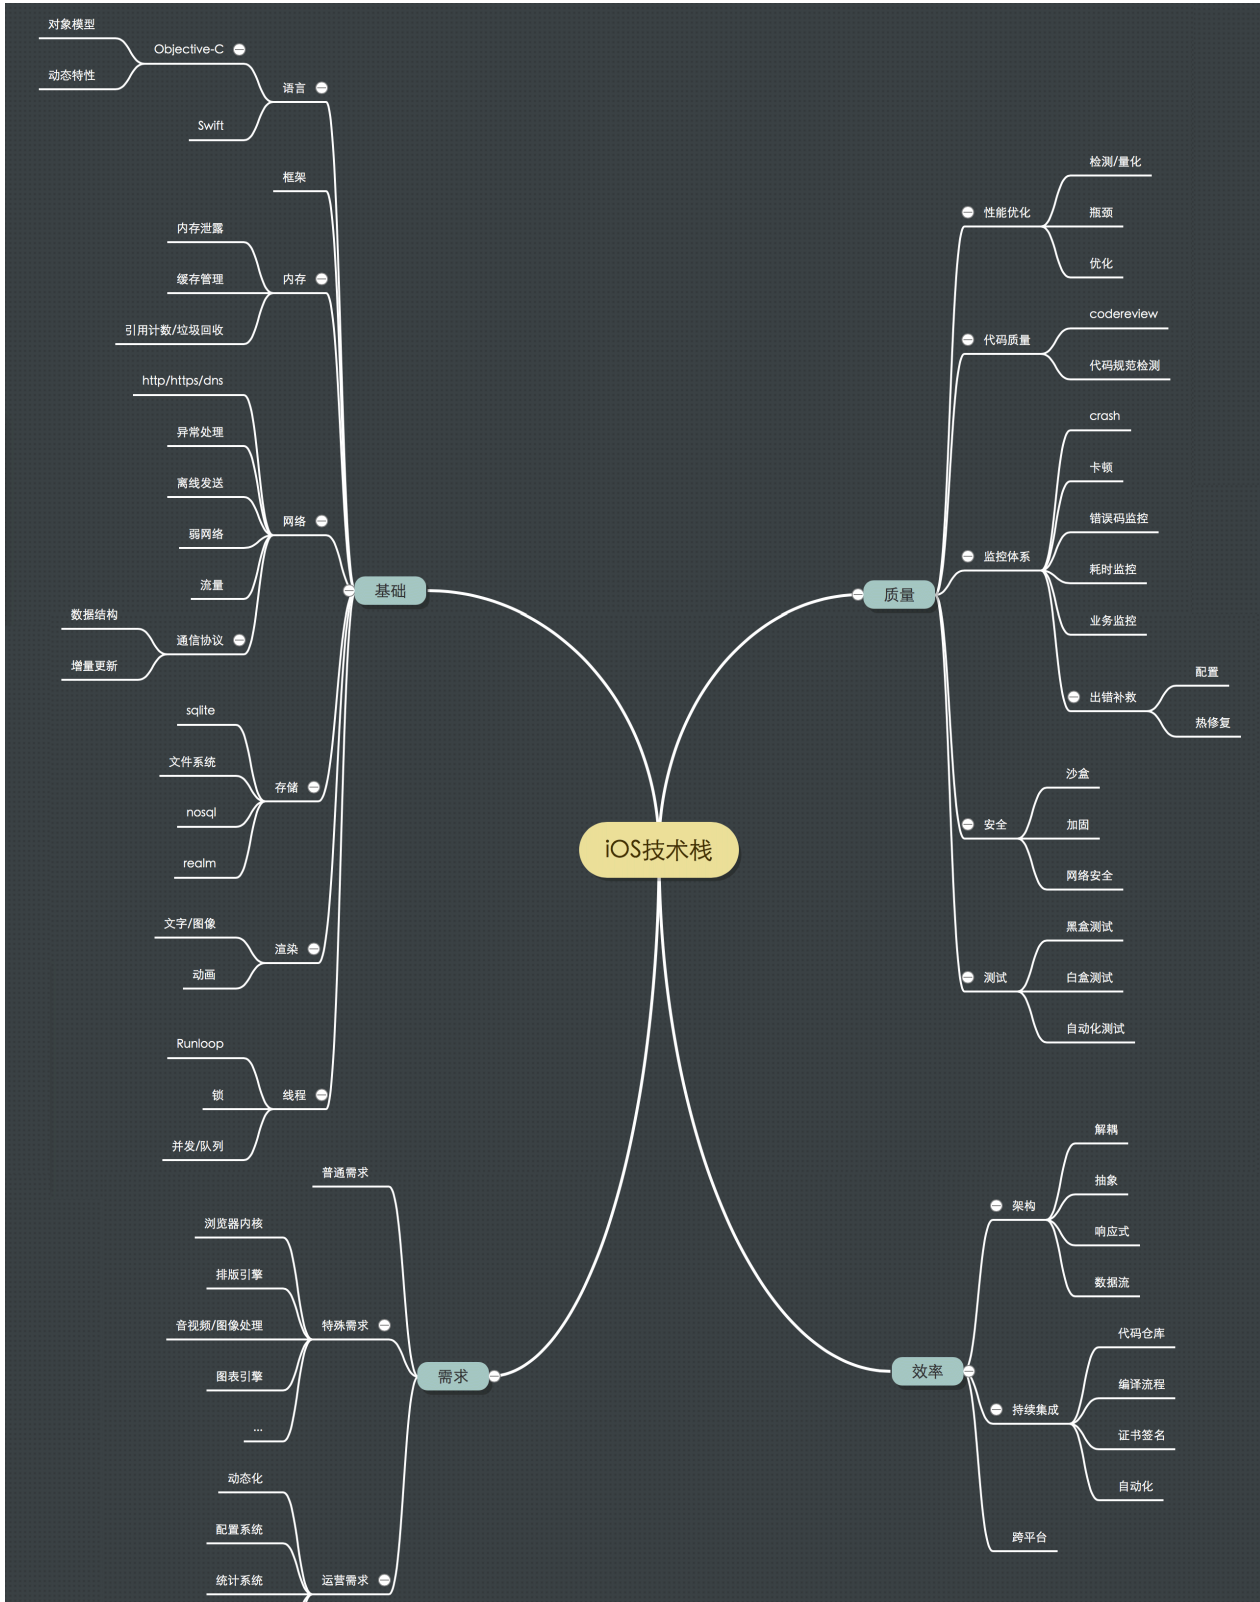 iOS技术栈
基础
语言
Objective-C
对象模型
动态特性
Swift
框架
内存
内存泄露
缓存管理
引用计数/垃圾回收
网络
http/https/dns
异常处理
离线发送
弱网络
流量
通信协议
数据结构
增量更新
存储
sqlite
文件系统
nosql
realm
渲染
文字/图像
动画
线程
Runloop
锁
并发/队列
需求
普通需求
特殊需求
浏览器内核
排版引擎
音视频/图像处理
图表引擎
...
运营需求
动态化
配置系统
统计系统
质量
性能优化
检测/量化
瓶颈
优化
代码质量
codereview
代码规范检测
监控体系
crash
卡顿
错误码监控
耗时监控
业务监控
出错补救
配置
热修复
安全
沙盒
加固
网络安全
测试
黑盒测试
白盒测试
自动化测试
效率
架构
解耦
抽象
响应式
数据流
持续集成
代码仓库
编译流程
证书签名
自动化
跨平台